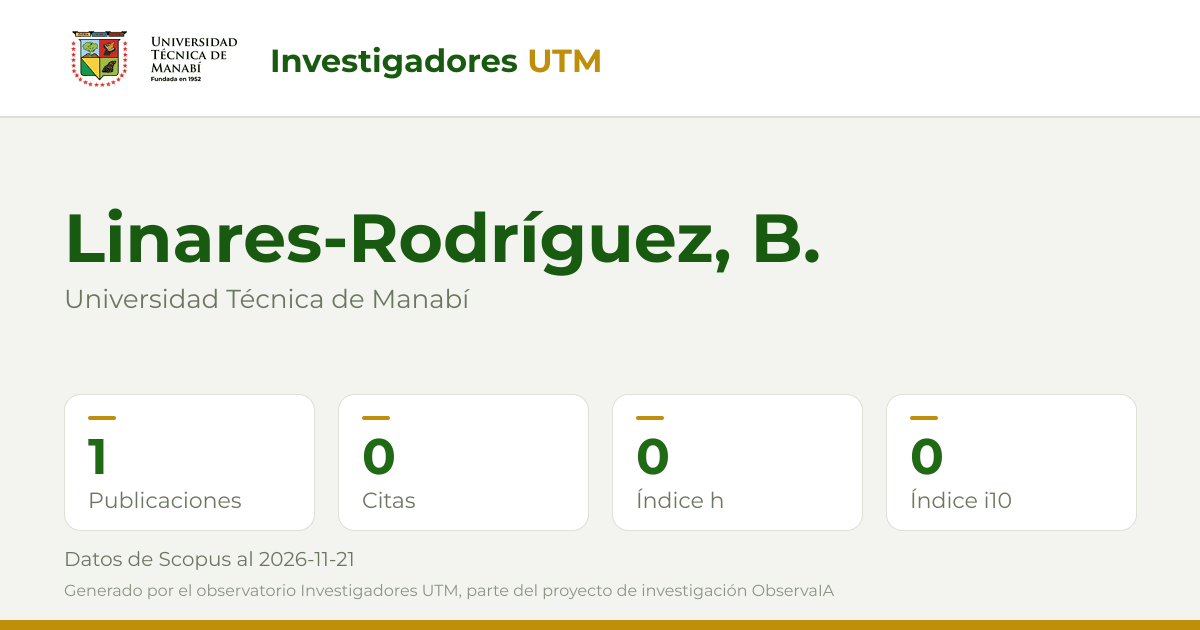 UNIVERSIDAD
TÉCNICA DE
MANABÍ
Fundada en 1952
Investigadores UTM
Linares-Rodríguez, B.
Universidad Técnica de Manabí
1
Publicaciones
0
Citas
0
Índice h
0
Índice i10
Datos de Scopus al 2026-11-21
Generado por el observatorio Investigadores UTM, parte del proyecto de investigación ObservaIA